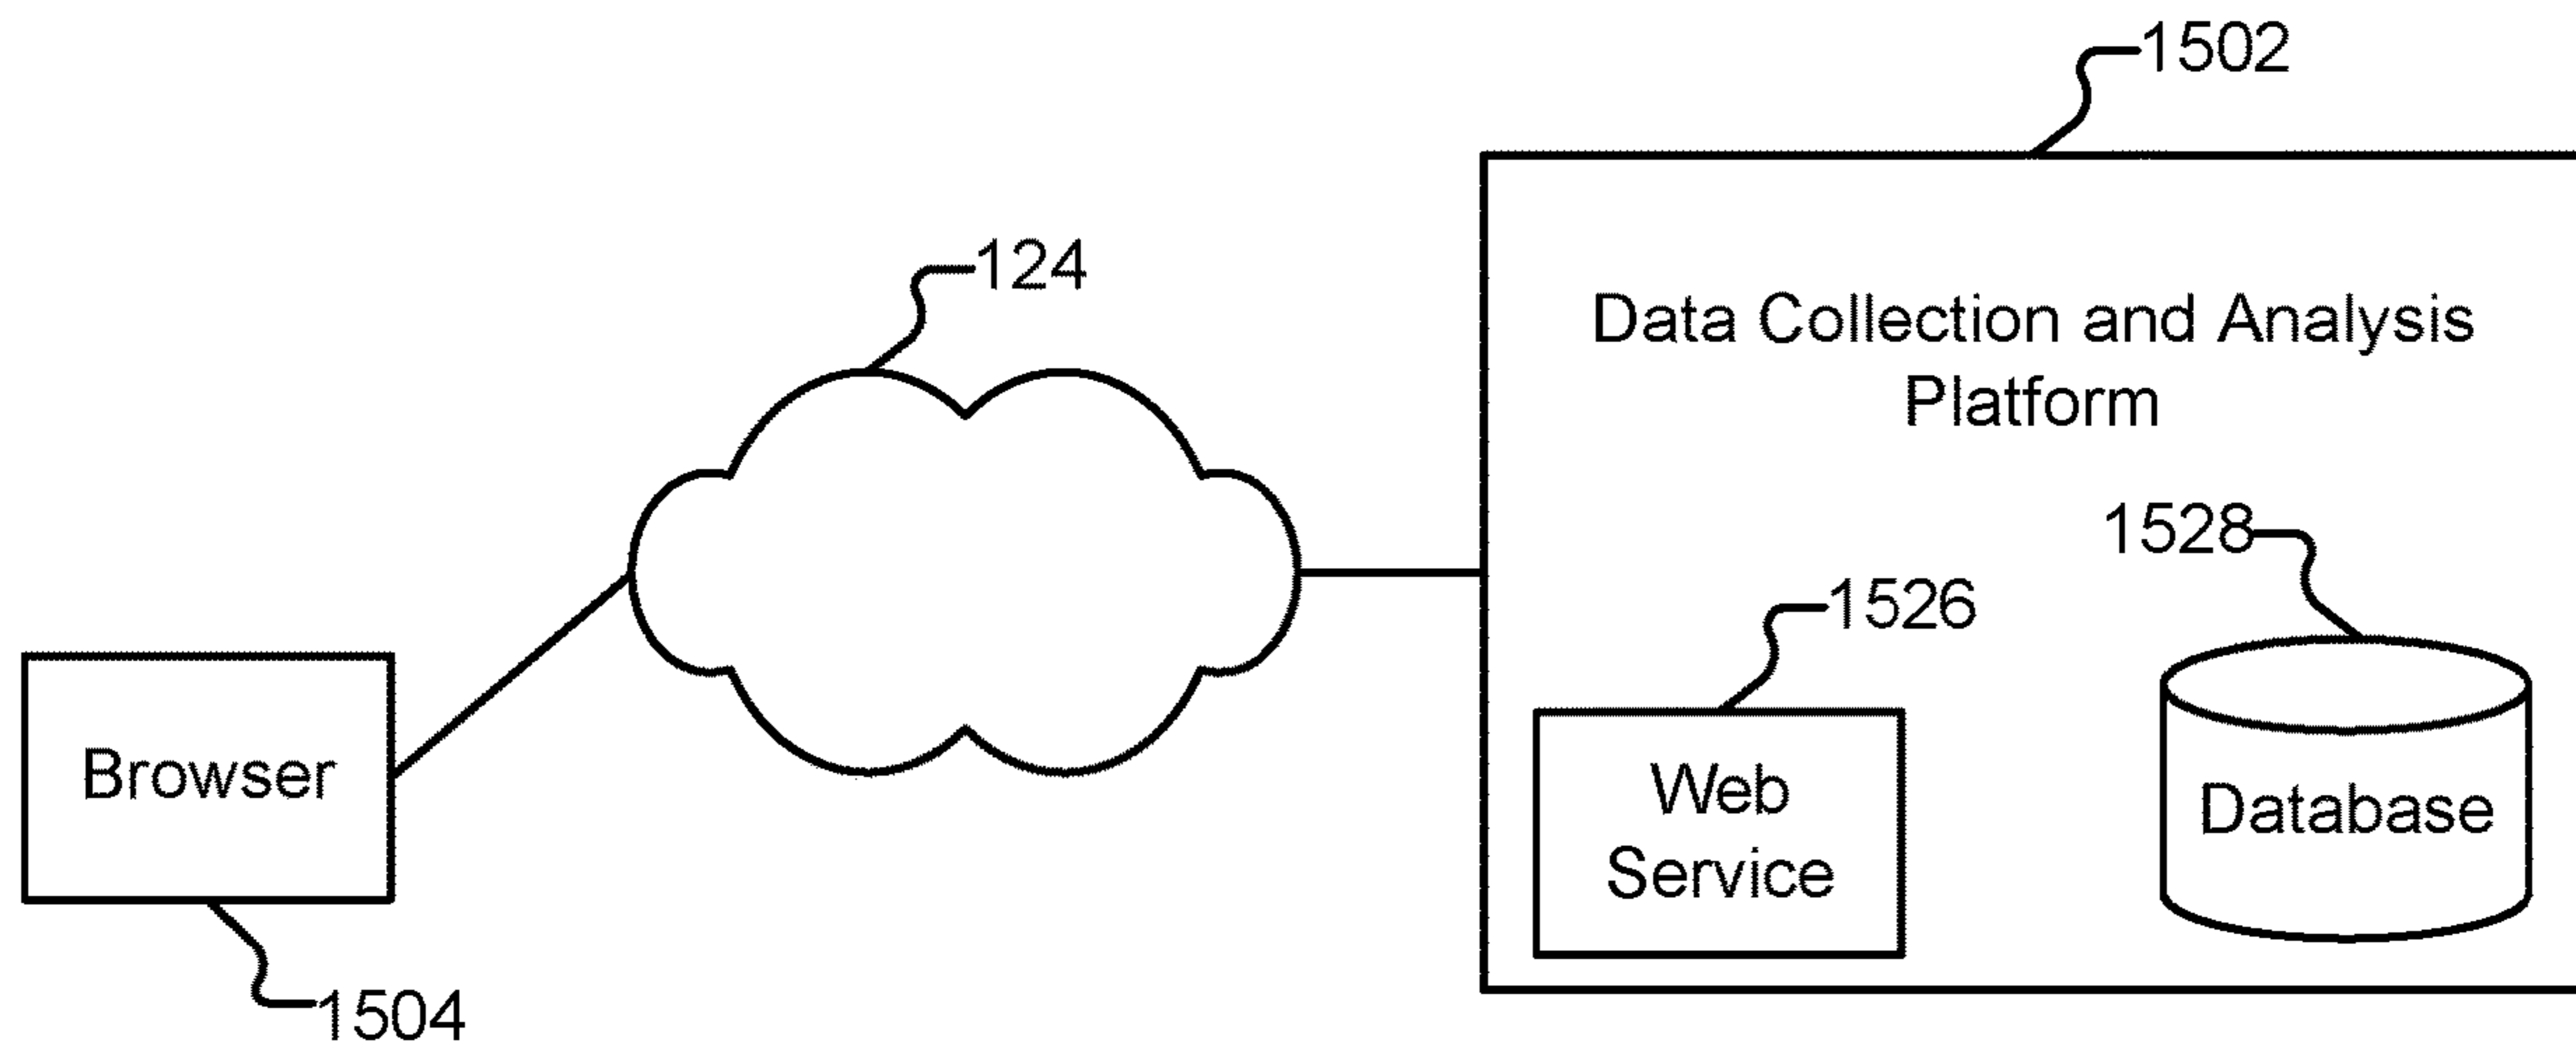 1502
124
Data Collection and Analysis
Platform
1528
1526
Browser
Web
Service
Database
1504